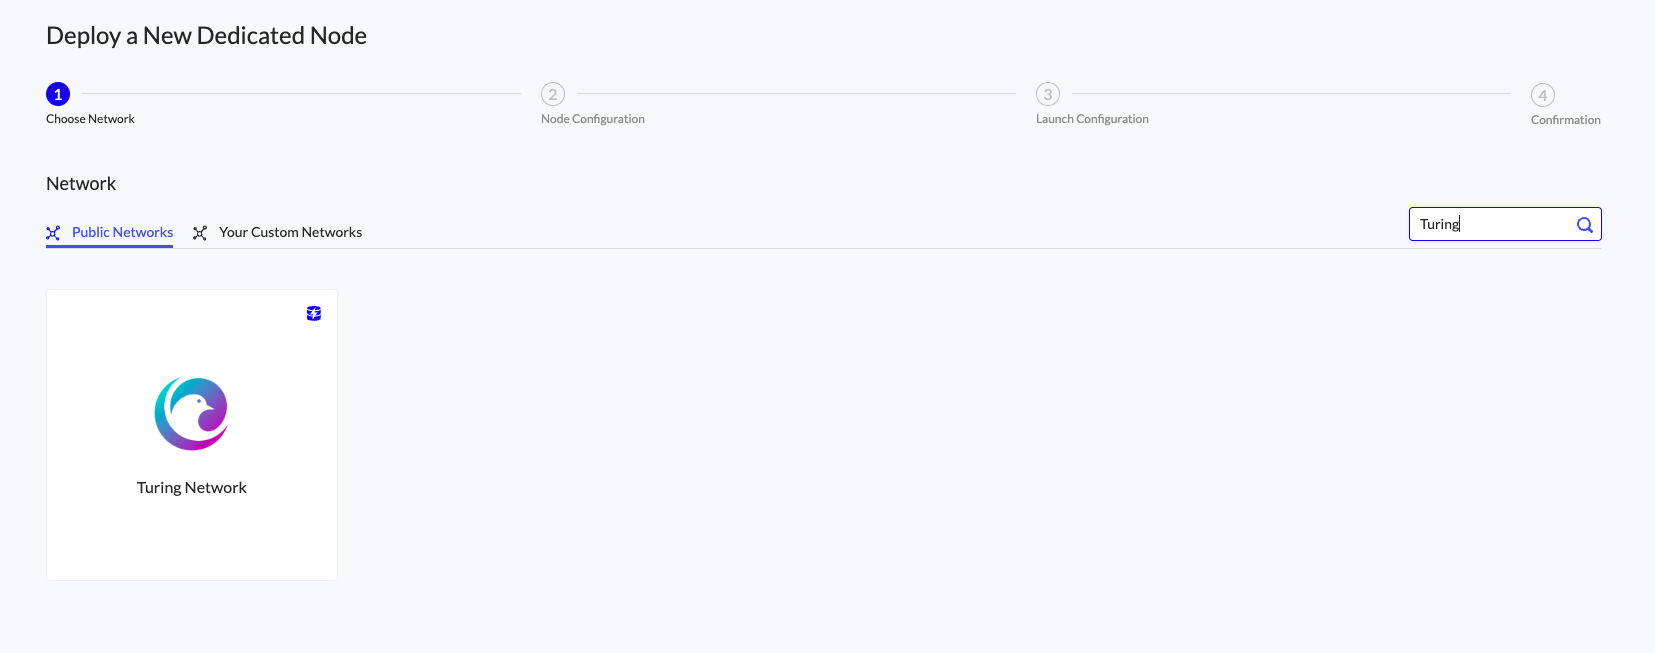 Deploy a New Dedicated Node
1
2
3
4
Choose Network
Node Configuration
Launch Configuration
Confirmation
Network
Public Networks
Your Custom Networks
Turing
Turing Network